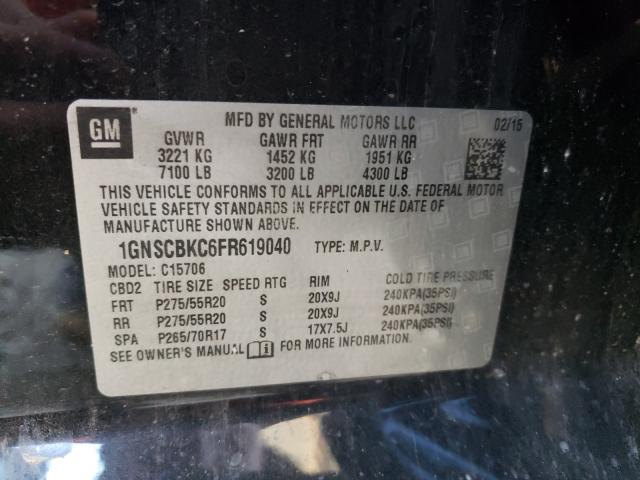 GM
MFD BY GENERAL MOTORS LLC 02/15
GVWR GAWR FRT GAWR RR
3221 KG 1452 KG 1951 KG
7100 LB 3200 LB 4300 LB
THIS VEHICLE CONFORMS TO ALL APPLICABLE U.S. FEDERAL MOTOR
VEHICLE SAFETY STANDARDS IN EFFECT ON THE DATE OF
MANUFACTURE SHOWN ABOVE.
1GNSCBKC6FR619040 TYPE: M.P.V.
MODEL: C15706
CBD2 TIRE SIZE SPEED RTG RIM COLD TIRE PRESSURE
FRT P275/55R20 S 20X9J 240KPA(35PSI)
RR P275/55R20 S 20X9J 240KPA(35PSI)
SPA P265/70R17 S 17X7.5J 240KPA(35PSI)
SEE OWNER'S MANUAL FOR MORE INFORMATION.